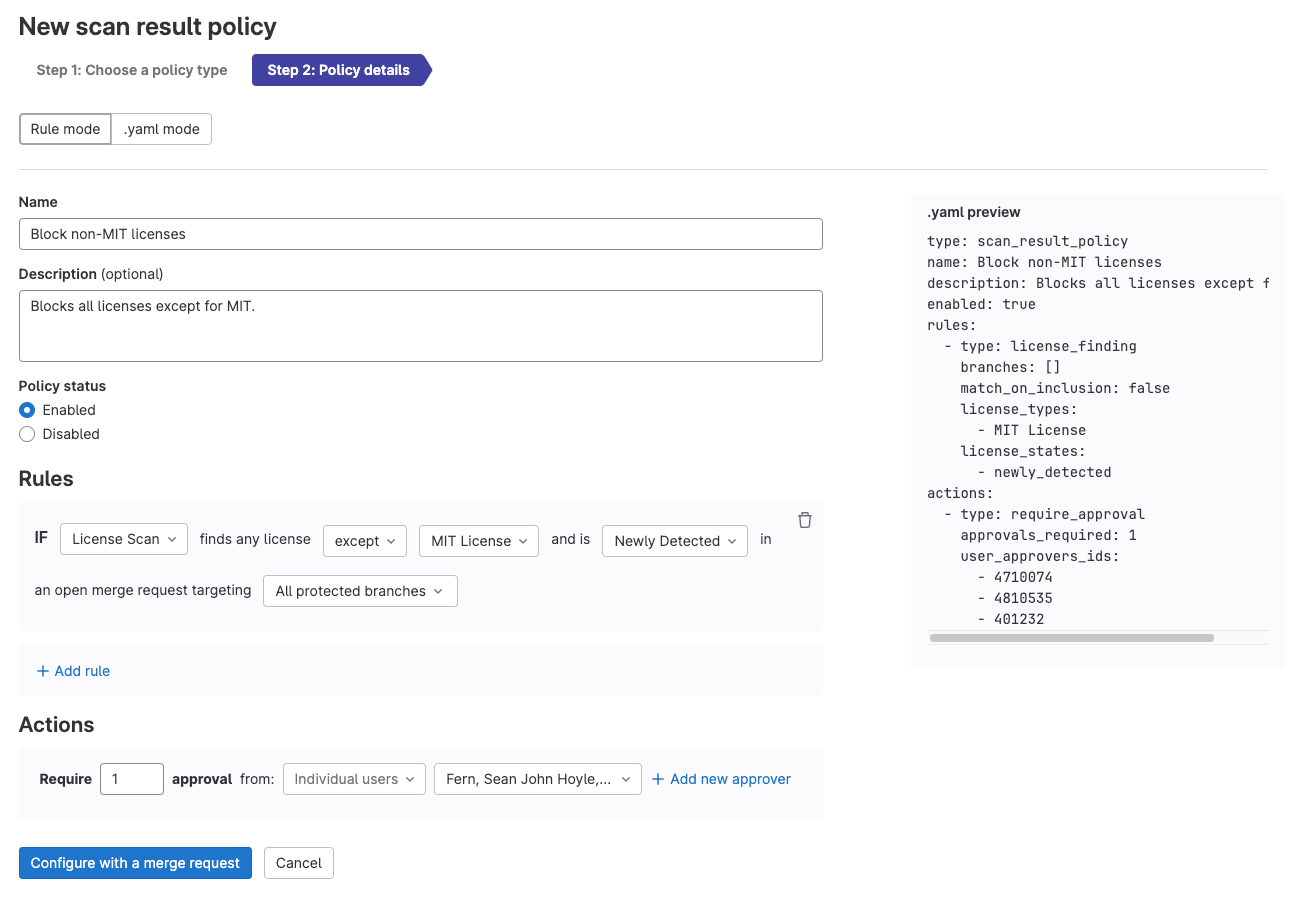 New scan result policy
Step 1: Choose a policy type
Step 2: Policy details
Rule mode
.yaml mode
Name
Block non-MIT licenses
Description (optional)
Blocks all licenses except for MIT.
Policy status
Enabled
Disabled
Rules
IF License Scan finds any license except MIT License and is Newly Detected in
an open merge request targeting All protected branches
+ Add rule
Actions
Require 1 approval from: Individual users Fern, Sean John Hoyle,... + Add new approver
Configure with a merge request
Cancel
.yaml preview
type: scan_result_policy
name: Block non-MIT licenses
description: Blocks all licenses except f
enabled: true
rules:
  - type: license_finding
    branches: []
    match_on_inclusion: false
    license_types:
      - MIT License
    license_states:
      - newly_detected
actions:
  - type: require_approval
    approvals_required: 1
    user_approvers_ids:
      - 4710074
      - 4810535
      - 401232